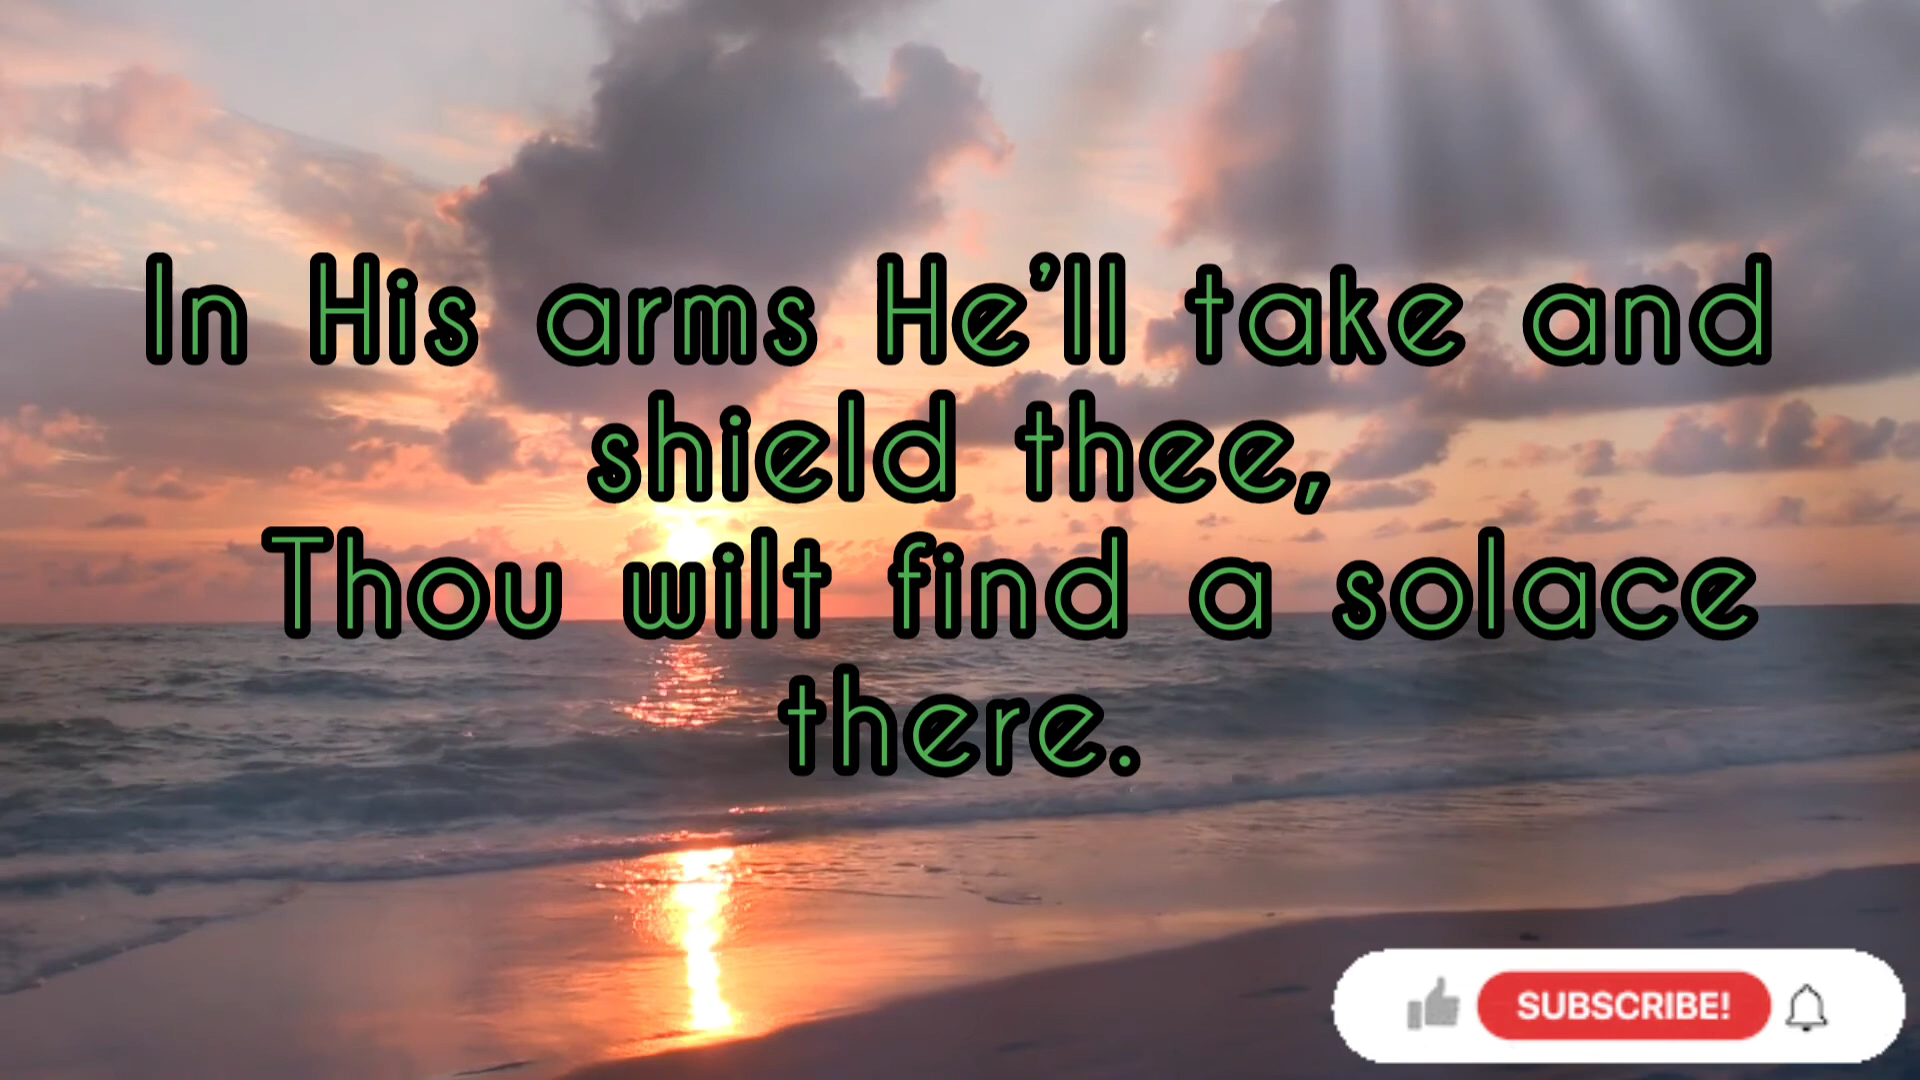 In His arms He'll take and
shield thee,
Thou wilt find a solace
there.
SUBSCRIBE!